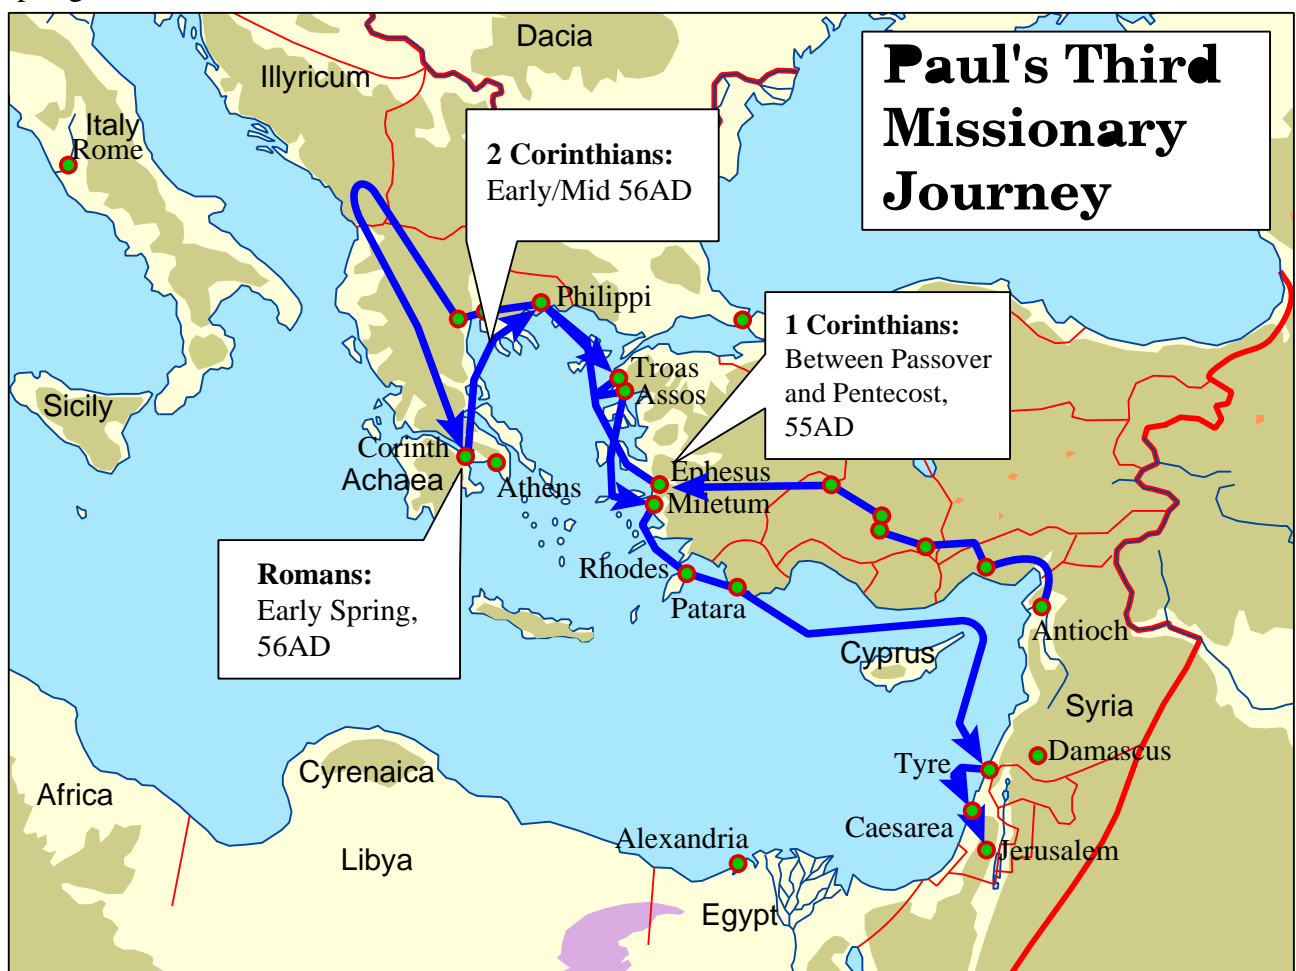 Paul's Third
Missionary
Journey
Dacia
Illyricum
Italy
Rome
2 Corinthians:
Early/Mid 56AD
Philippi
1 Corinthians:
Between Passover
and Pentecost,
55AD
Troas
Assos
Sicily
Corinth
Achaea
Athens
Ephesus
Miletum
Romans:
Early Spring,
56AD
Rhodes
Patara
Antioch
Cyprus
Syria
Damascus
Tyre
Cyrenaica
Africa
Caesarea
Alexandria
Jerusalem
Libya
Egypt